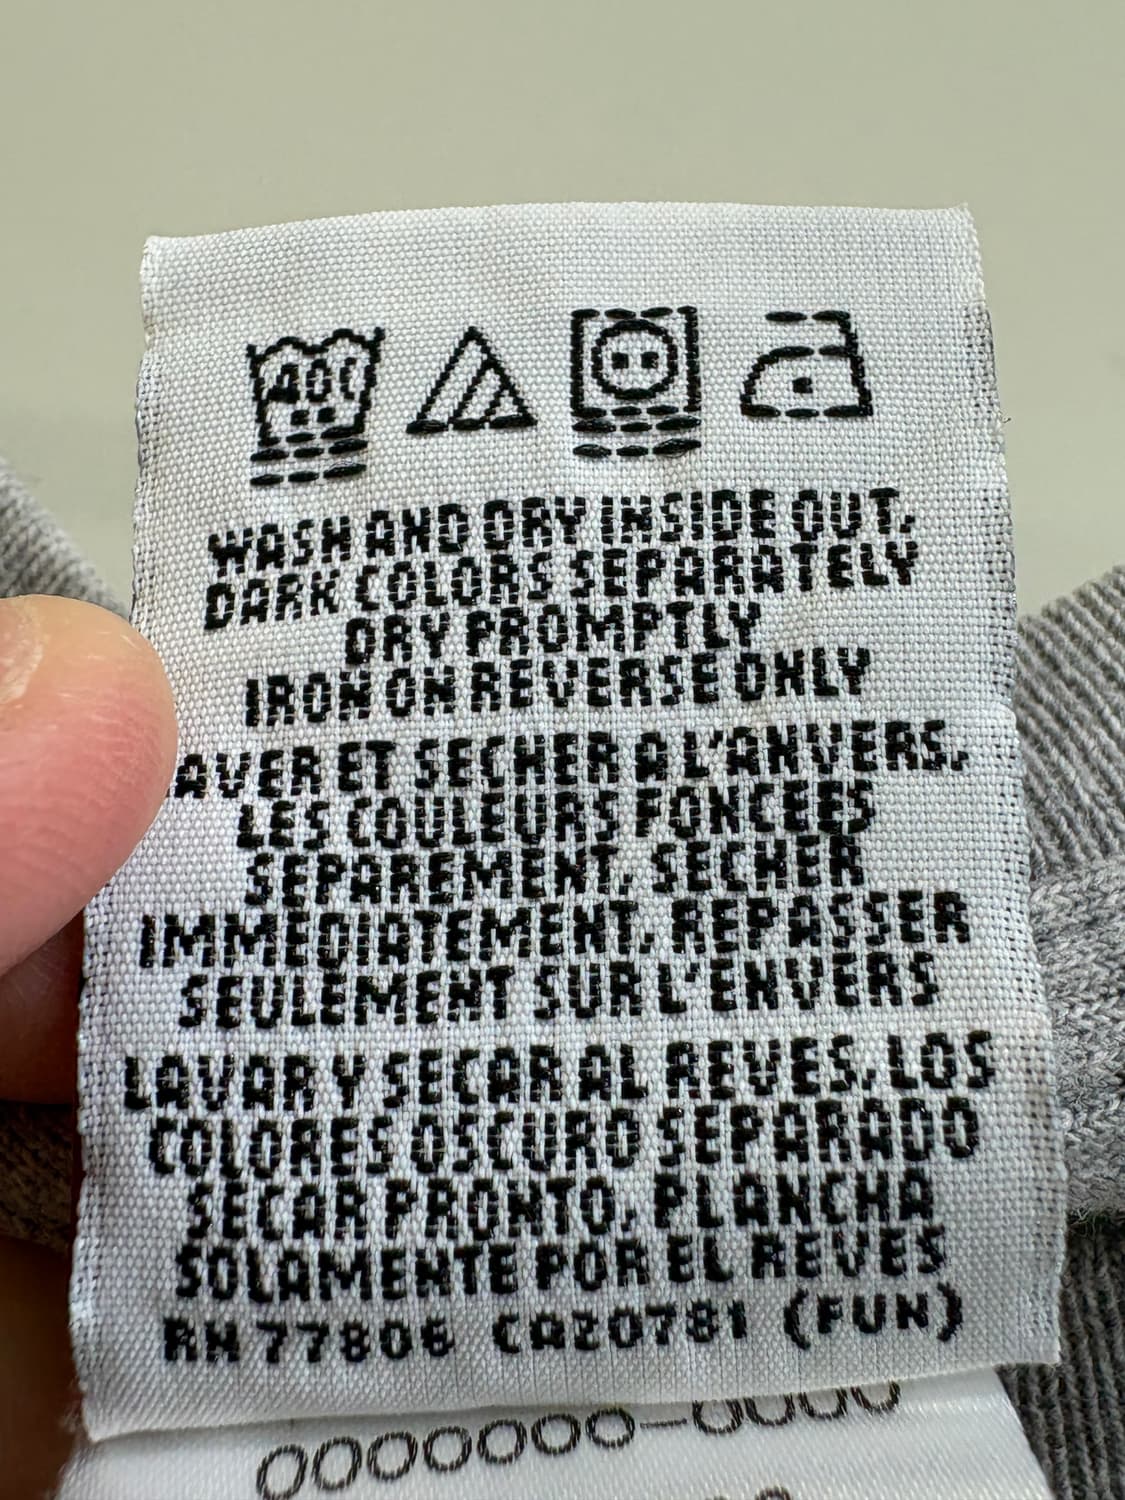 40C
WASH AND DRY INSIDE OUT,
DARK COLORS SEPARATELY
DRY PROMPTLY
IRON ON REVERSE ONLY
AVER ET SECHER A L'ANVERS,
LES COULEURS FONCEES
SEPAREMENT, SECHER
IMMEDIATEMENT, REPASSER
SEULEMENT SUR L'ENVERS
LAVAR Y SECAR AL REVES, LOS
COLORES OSCURO SEPARADO
SECAR PRONTO, PLANCHA
SOLAMENTE POR EL REVES
RN 77806 CA20781 (FUN)
0000000-0000